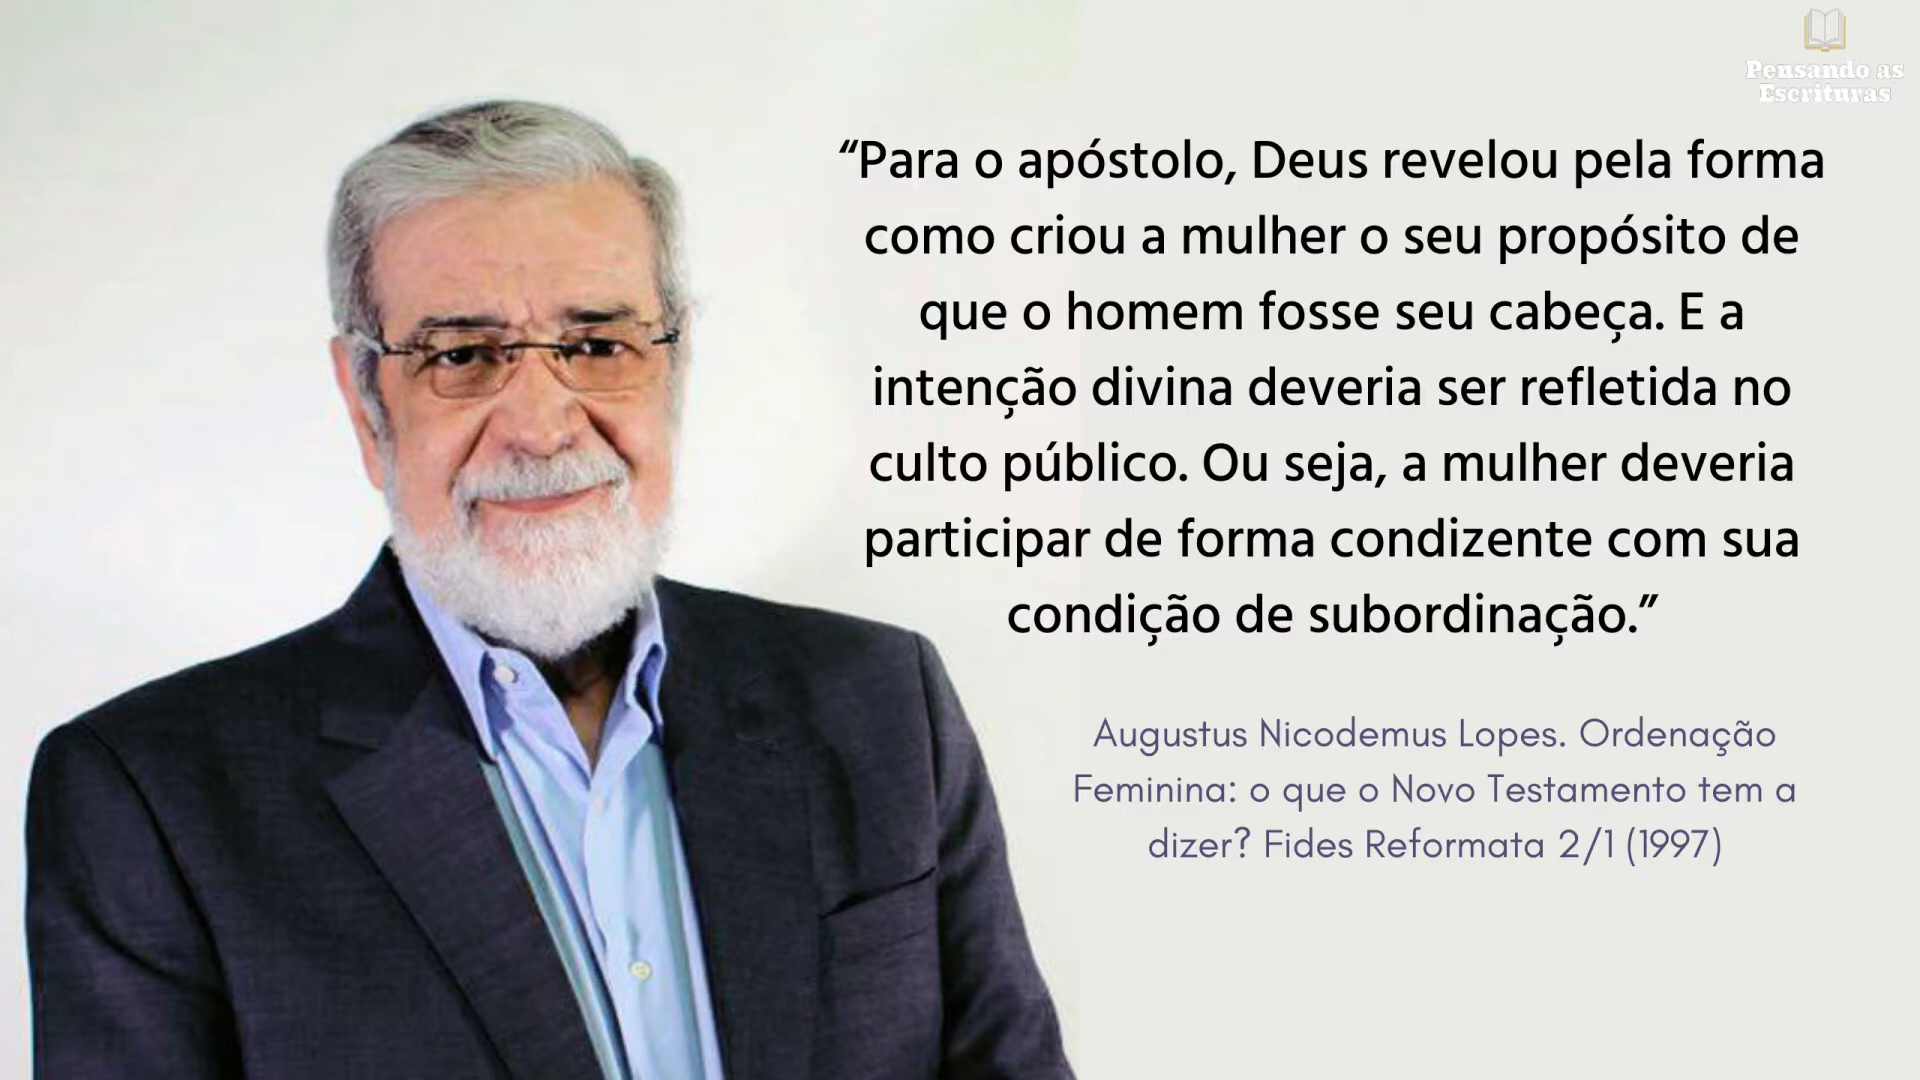 Pensando as
Escrituras
“Para o apóstolo, Deus revelou pela forma
como criou a mulher o seu propósito de
que o homem fosse seu cabeça. E a
intenção divina deveria ser refletida no
culto público. Ou seja, a mulher deveria
participar de forma condizente com sua
condição de subordinação.”
Augustus Nicodemus Lopes. Ordenação
Feminina: o que o Novo Testamento tem a
dizer? Fides Reformata 2/1 (1997)